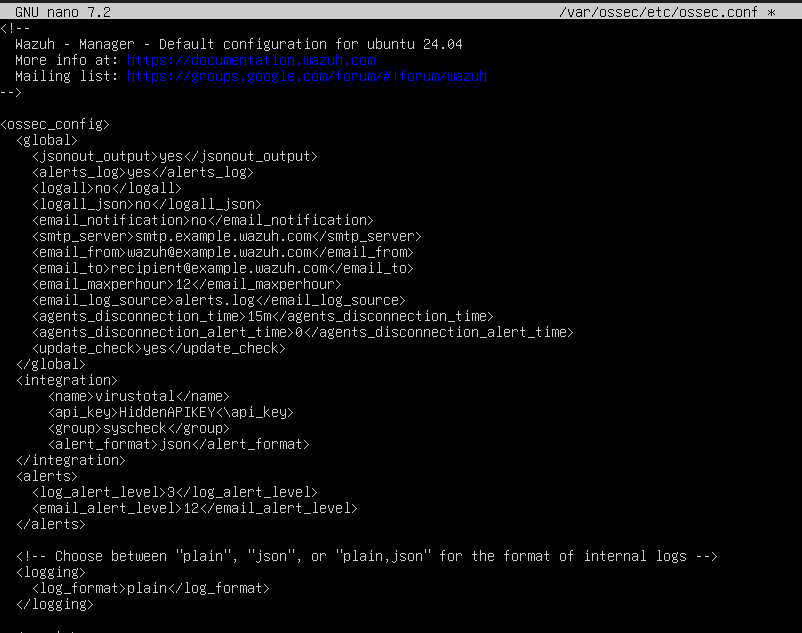 GNU nano 7.2 /var/ossec/etc/ossec.conf *
<!--
  Wazuh - Manager - Default configuration for ubuntu 24.04
  More info at: https://documentation.wazuh.com
  Mailing list: https://groups.google.com/forum/#!forum/wazuh
-->

<ossec_config>
  <global>
    <jsonout_output>yes</jsonout_output>
    <alerts_log>yes</alerts_log>
    <logall>no</logall>
    <logall_json>no</logall_json>
    <email_notification>no</email_notification>
    <smtp_server>smtp.example.wazuh.com</smtp_server>
    <email_from>wazuh@example.wazuh.com</email_from>
    <email_to>recipient@example.wazuh.com</email_to>
    <email_maxperhour>12</email_maxperhour>
    <email_log_source>alerts.log</email_log_source>
    <agents_disconnection_time>15m</agents_disconnection_time>
    <agents_disconnection_alert_time>0</agents_disconnection_alert_time>
    <update_check>yes</update_check>
  </global>
  <integration>
      <name>virustotal</name>
      <api_key>HiddenAPIKEY<\api_key>
      <group>syscheck</group>
      <alert_format>json</alert_format>
  </integration>
  <alerts>
    <log_alert_level>3</log_alert_level>
    <email_alert_level>12</email_alert_level>
  </alerts>

  <!-- Choose between "plain", "json", or "plain,json" for the format of internal logs -->
  <logging>
    <log_format>plain</log_format>
  </logging>